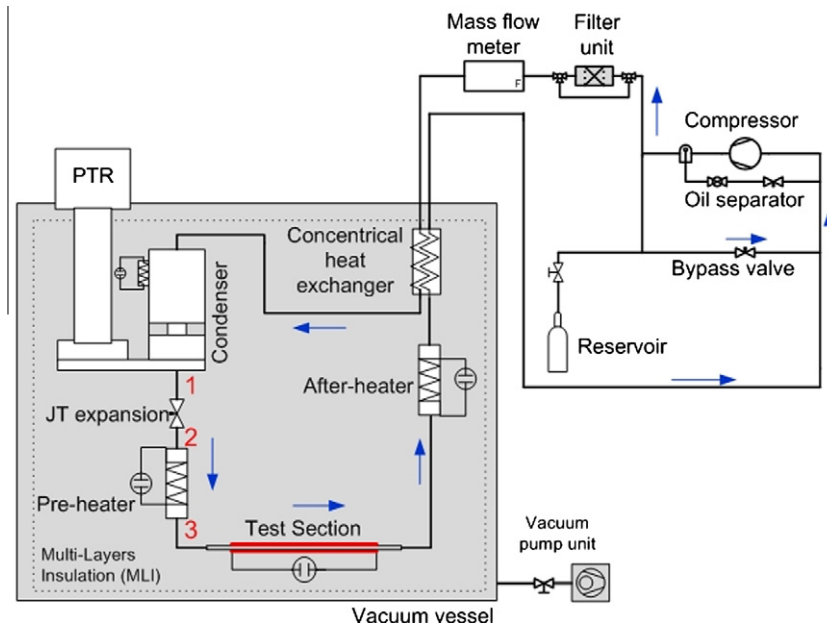 Mass flow
meter
Filter
unit
F
Compressor
PTR
Oil separator
Concentrical
heat
exchanger
Bypass valve
Condenser
Reservoir
1
After-heater
JT expansion
2
Pre-heater
3
Test Section
Vacuum
pump unit
Multi-Layers
Insulation (MLI)
Vacuum vessel